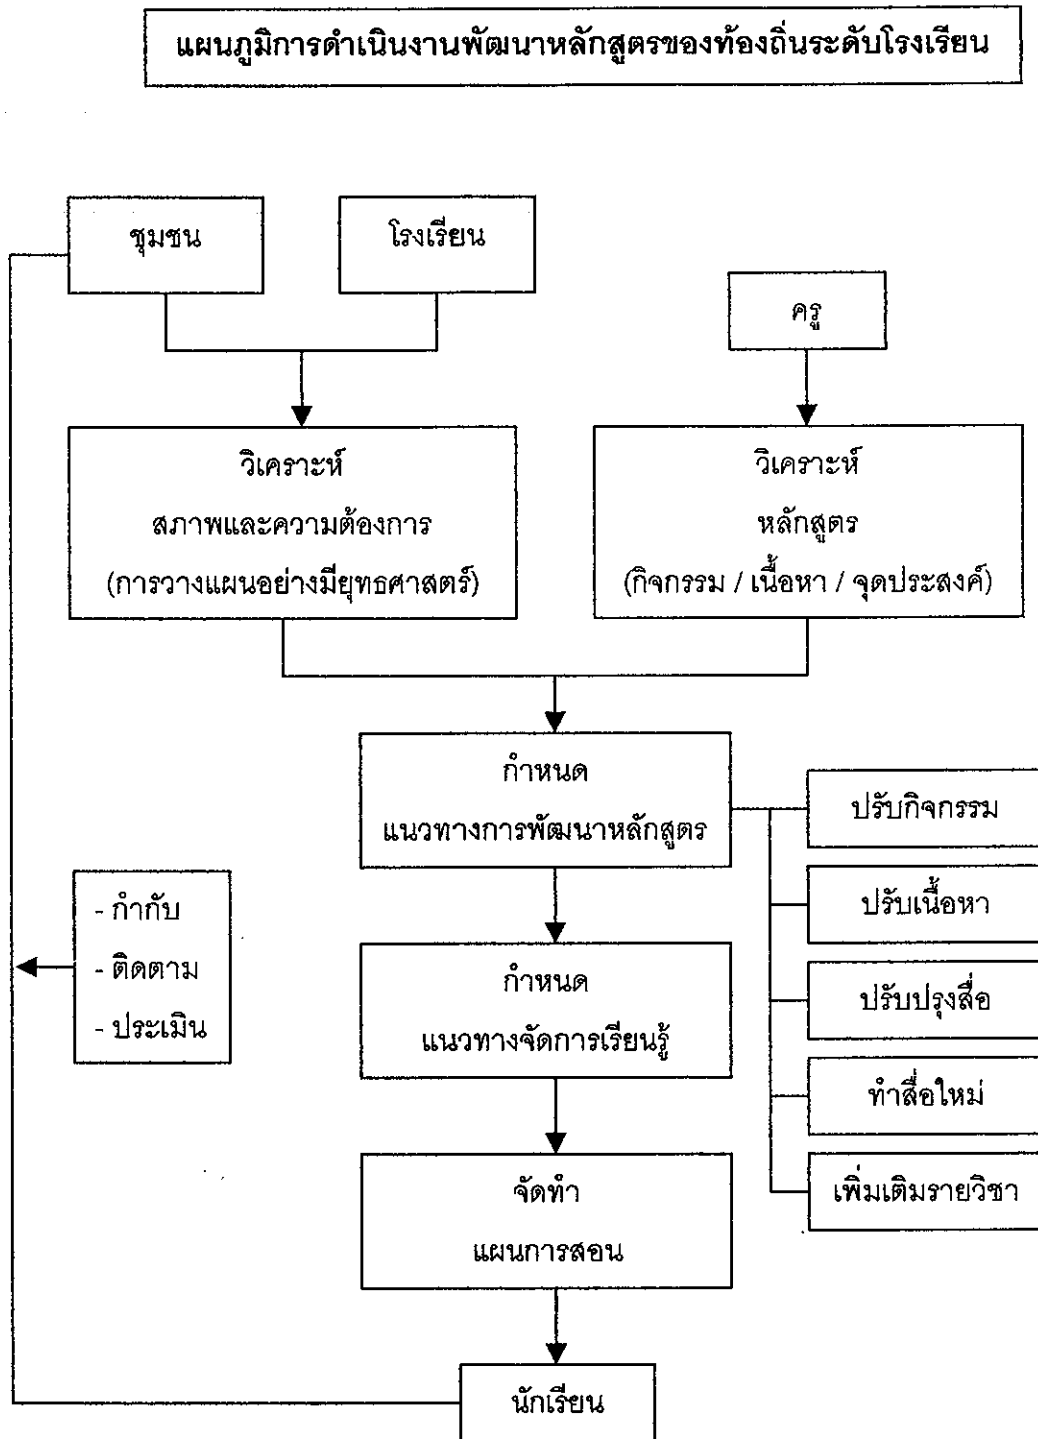 แผนภูมิการดำเนินงานพัฒนาหลักสูตรของท้องถิ่นระดับโรงเรียน
ชุมชน
โรงเรียน
ครู
วิเคราะห์
สภาพและความต้องการ
(การวางแผนอย่างมียุทธศาสตร์)
วิเคราะห์
หลักสูตร
(กิจกรรม / เนื้อหา / จุดประสงค์)
กำหนด
แนวทางการพัฒนาหลักสูตร
ปรับกิจกรรม
ปรับเนื้อหา
ปรับปรุงสื่อ
ทำสื่อใหม่
เพิ่มเติมรายวิชา
- กำกับ
- ติดตาม
- ประเมิน
กำหนด
แนวทางจัดการเรียนรู้
จัดทำ
แผนการสอน
นักเรียน